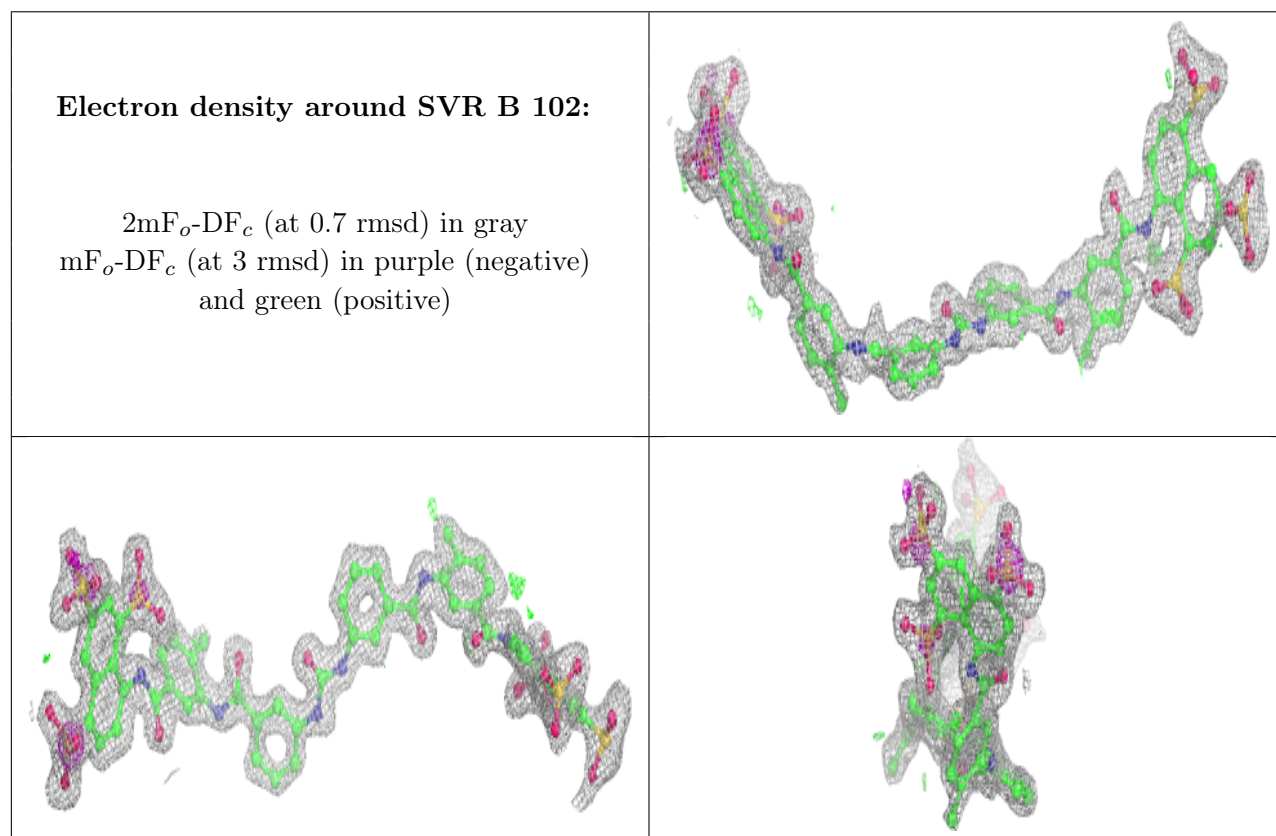 Electron density around SVR B 102:
2mFₒ-DF𝒸 (at 0.7 rmsd) in gray
mFₒ-DF𝒸 (at 3 rmsd) in purple (negative)
and green (positive)